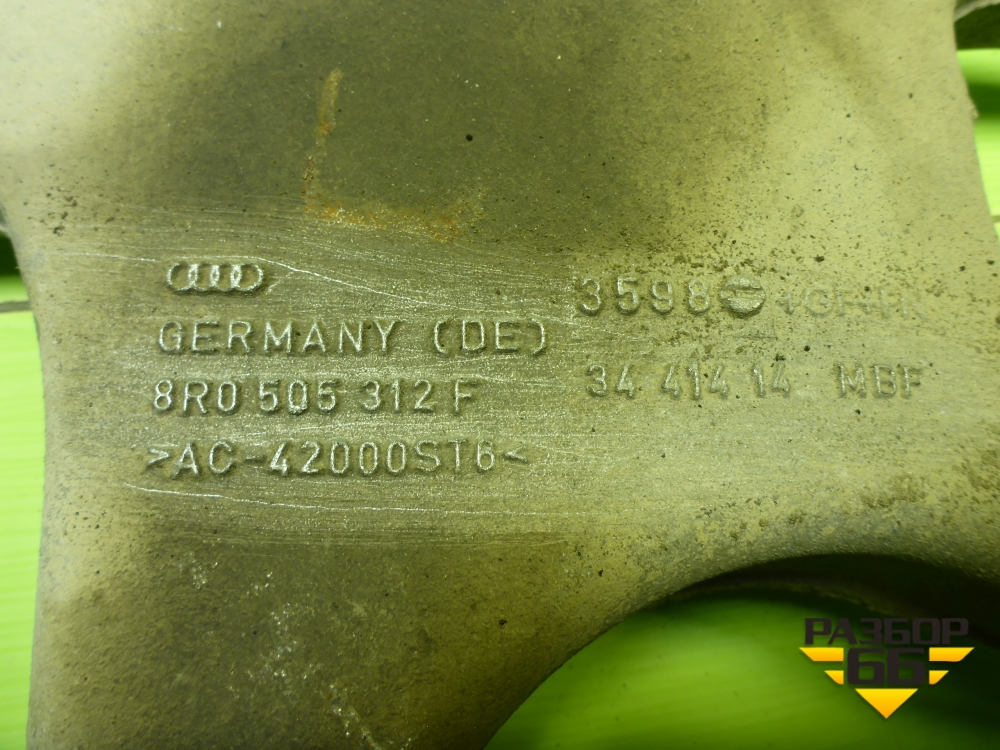 GERMANY (DE)
8R0 505 312 F
>AC-42000ST6<
3598
34 414 14 MBF
РАЗБОР
66